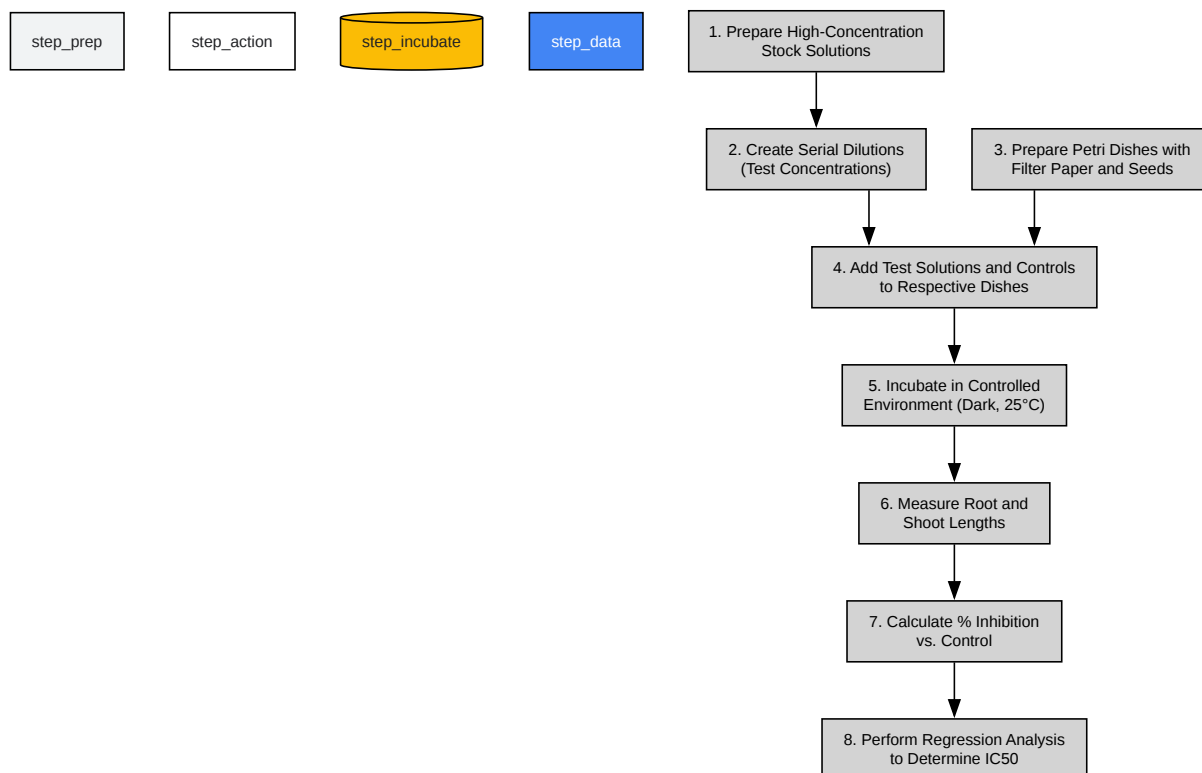 step_prep
step_action
step_incubate
step_data
1. Prepare High-Concentration
Stock Solutions
2. Create Serial Dilutions
(Test Concentrations)
3. Prepare Petri Dishes with
Filter Paper and Seeds
4. Add Test Solutions and Controls
to Respective Dishes
5. Incubate in Controlled
Environment (Dark, 25°C)
6. Measure Root and
Shoot Lengths
7. Calculate % Inhibition
vs. Control
8. Perform Regression Analysis
to Determine IC50